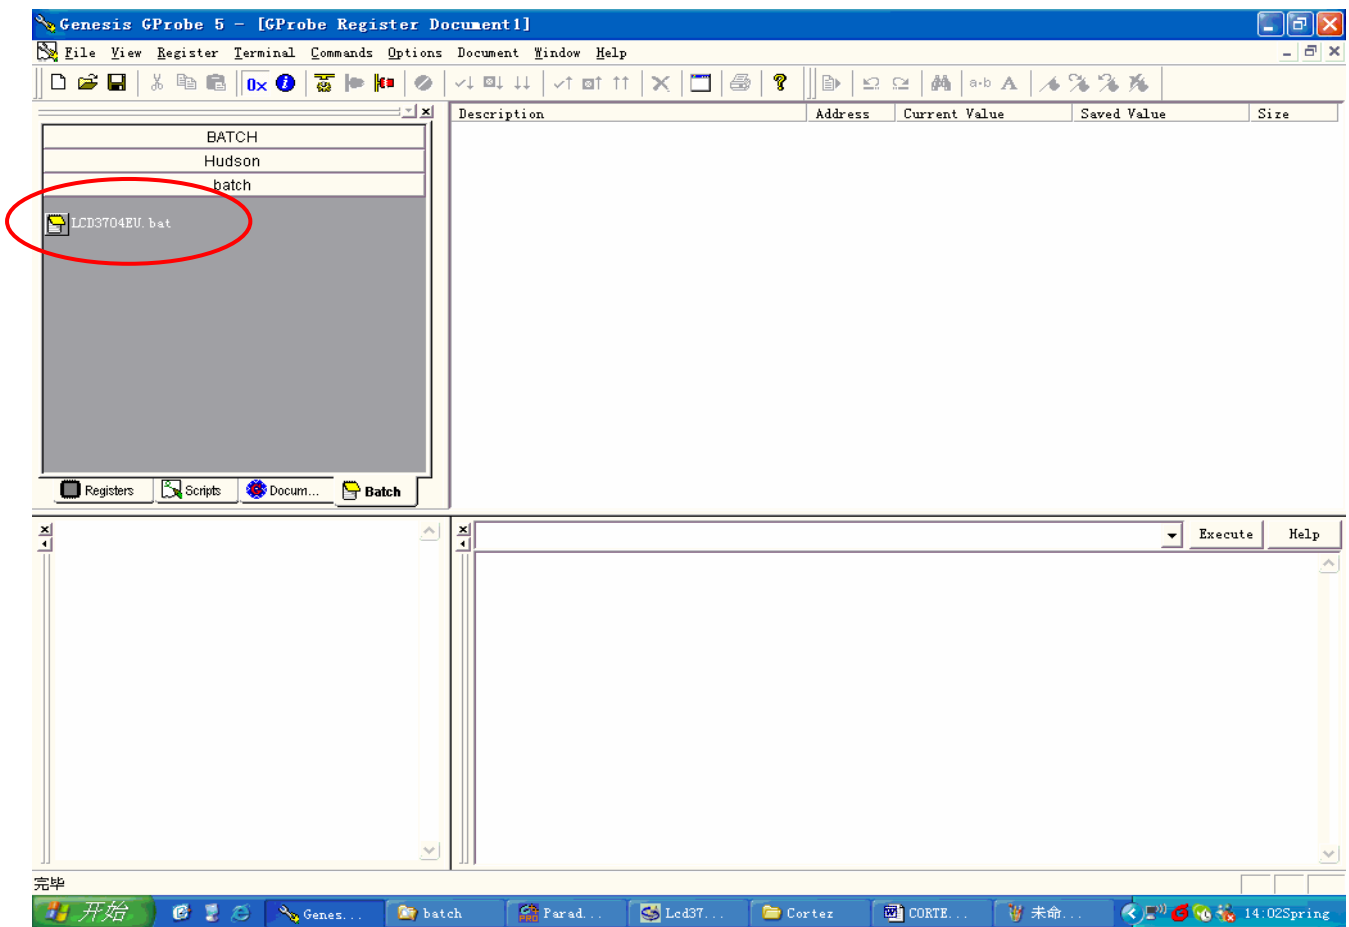 Genesis GProbe 5 - [GProbe Register Document1]
File View Register Terminal Commands Options Document Window Help
0x a·b A
Description Address Current Value Saved Value Size
BATCH
Hudson
batch
LCD3704EU.bat
Registers Scripts Docum... Batch
Execute Help
完毕
开始 Genes... batch Parad... Lcd37... Cortez CORTE... 未命... 14:02Spring